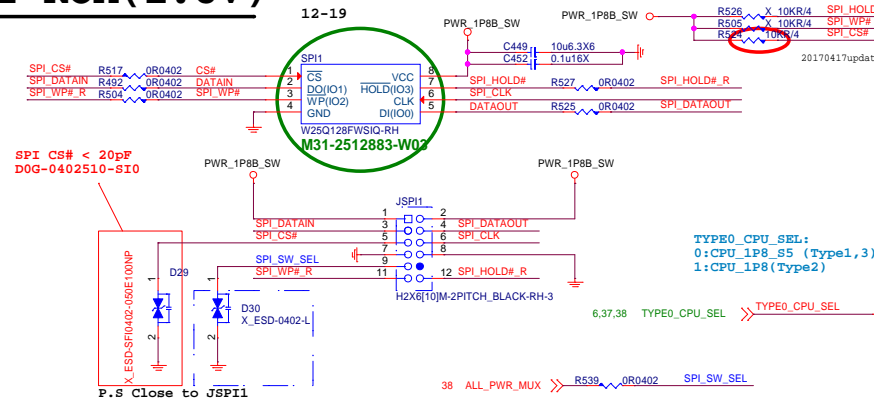 12-19
PWR_1P8B_SW
PWR_1P8B_SW
R526 X_10KR/4 SPI_HOLD
R505 X_10KR/4 SPI_WP#
R524 10KR/4 SPI_CS#
20170417updat
C449 10u6.3X6
C452 0.1u16X
SPI1
SPI_CS# R517 0R0402 CS# 1 CS VCC 8
SPI_DATAIN R492 0R0402 DATAIN 2 DO(IO1) HOLD(IO3) 7 SPI_HOLD# R527 0R0402 SPI_HOLD#_R
SPI_WP#_R R504 0R0402 SPI_WP# 3 WP(IO2) CLK 6 SPI_CLK
4 GND DI(IO0) 5 DATAOUT R525 0R0402 SPI_DATAOUT
W25Q128FWSIQ-RH
M31-2512883-W03
SPI CS# < 20pF
D0G-0402510-SI0
PWR_1P8B_SW
PWR_1P8B_SW
JSPI1
1 2
SPI_DATAIN 3 4 SPI_DATAOUT
SPI_CS# 5 6 SPI_CLK
7 8
SPI_SW_SEL 9
SPI_WP#_R 11 12 SPI_HOLD#_R
H2X6[10]M-2PITCH_BLACK-RH-3
TYPE0_CPU_SEL:
0:CPU_1P8_S5 (Type1,3)
1:CPU_1P8(Type2)
X_ESD-SFI0402-050E100NP
1
D29
2
1
D30
X_ESD-0402-L
2
P.S Close to JSPI1
6,37,38 TYPE0_CPU_SEL TYPE0_CPU_SEL
38 ALL_PWR_MUX R539 0R0402 SPI_SW_SEL